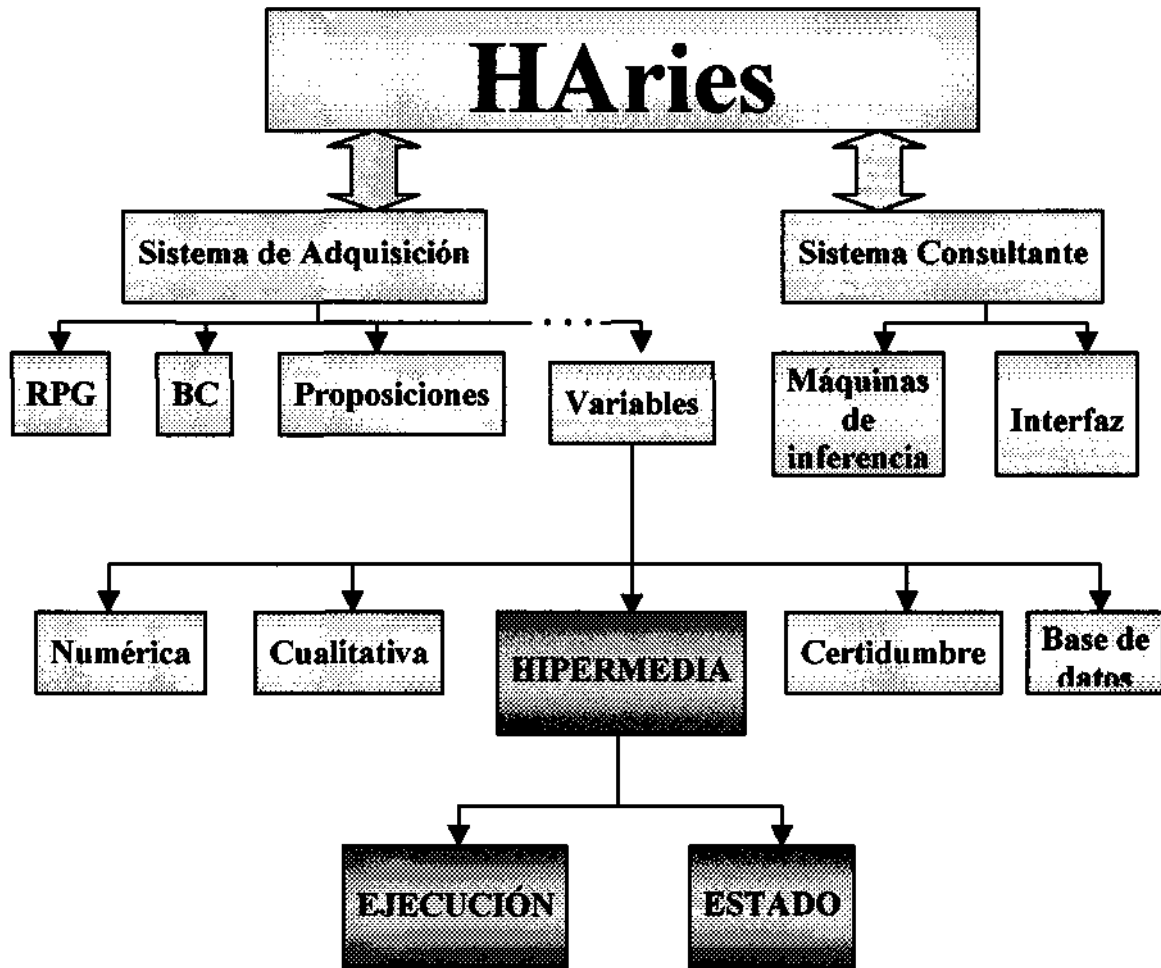 HAries
Sistema de Adquisición
Sistema Consultante
. . .
RPG
BC
Proposiciones
Variables
Máquinas
de
inferencia
Interfaz
Numérica
Cualitativa
HIPERMEDIA
Certidumbre
Base de
datos
EJECUCIÓN
ESTADO